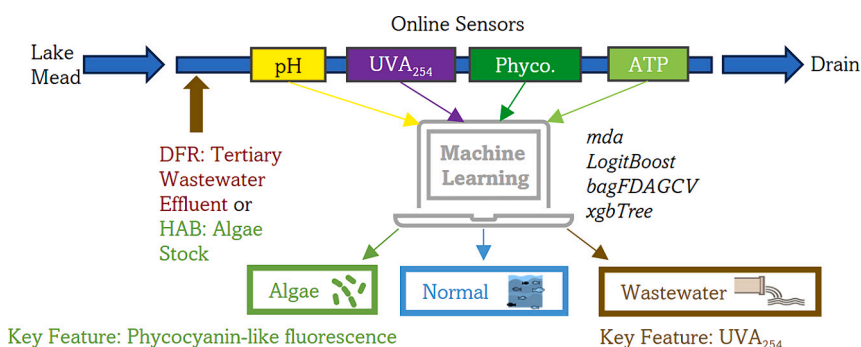 Online Sensors
Lake
Mead
pH
UVA₂₅₄
Phyco.
ATP
Drain
DFR: Tertiary
Wastewater
Effluent or
HAB: Algae
Stock
Machine
Learning
mda
LogitBoost
bagFDAGCV
xgbTree
Algae
Normal
Wastewater
Key Feature: Phycocyanin-like fluorescence
Key Feature: UVA₂₅₄